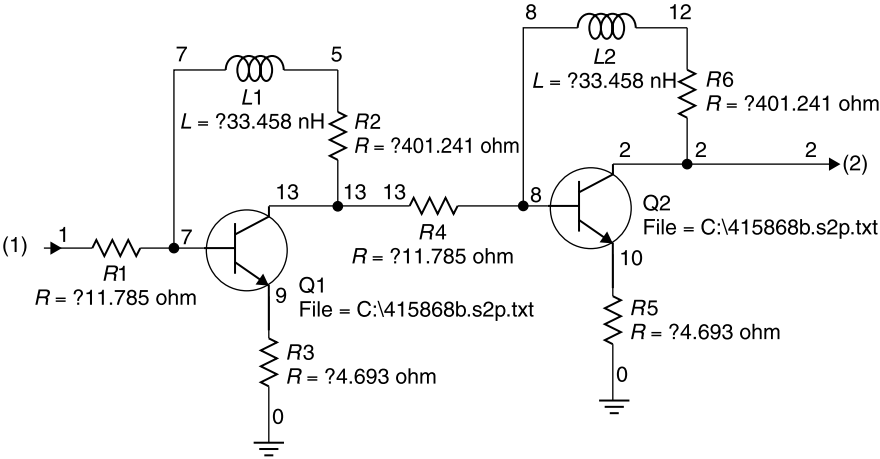 8
12
7
5
L2
L = ?33.458 nH
R6
R = ?401.241 ohm
L1
L = ?33.458 nH
R2
R = ?401.241 ohm
2
2
2
(2)
13
13
13
8
Q2
File = C:\415868b.s2p.txt
R4
R = ?11.785 ohm
(1)
1
7
R1
R = ?11.785 ohm
10
9
Q1
File = C:\415868b.s2p.txt
R5
R = ?4.693 ohm
R3
R = ?4.693 ohm
0
0